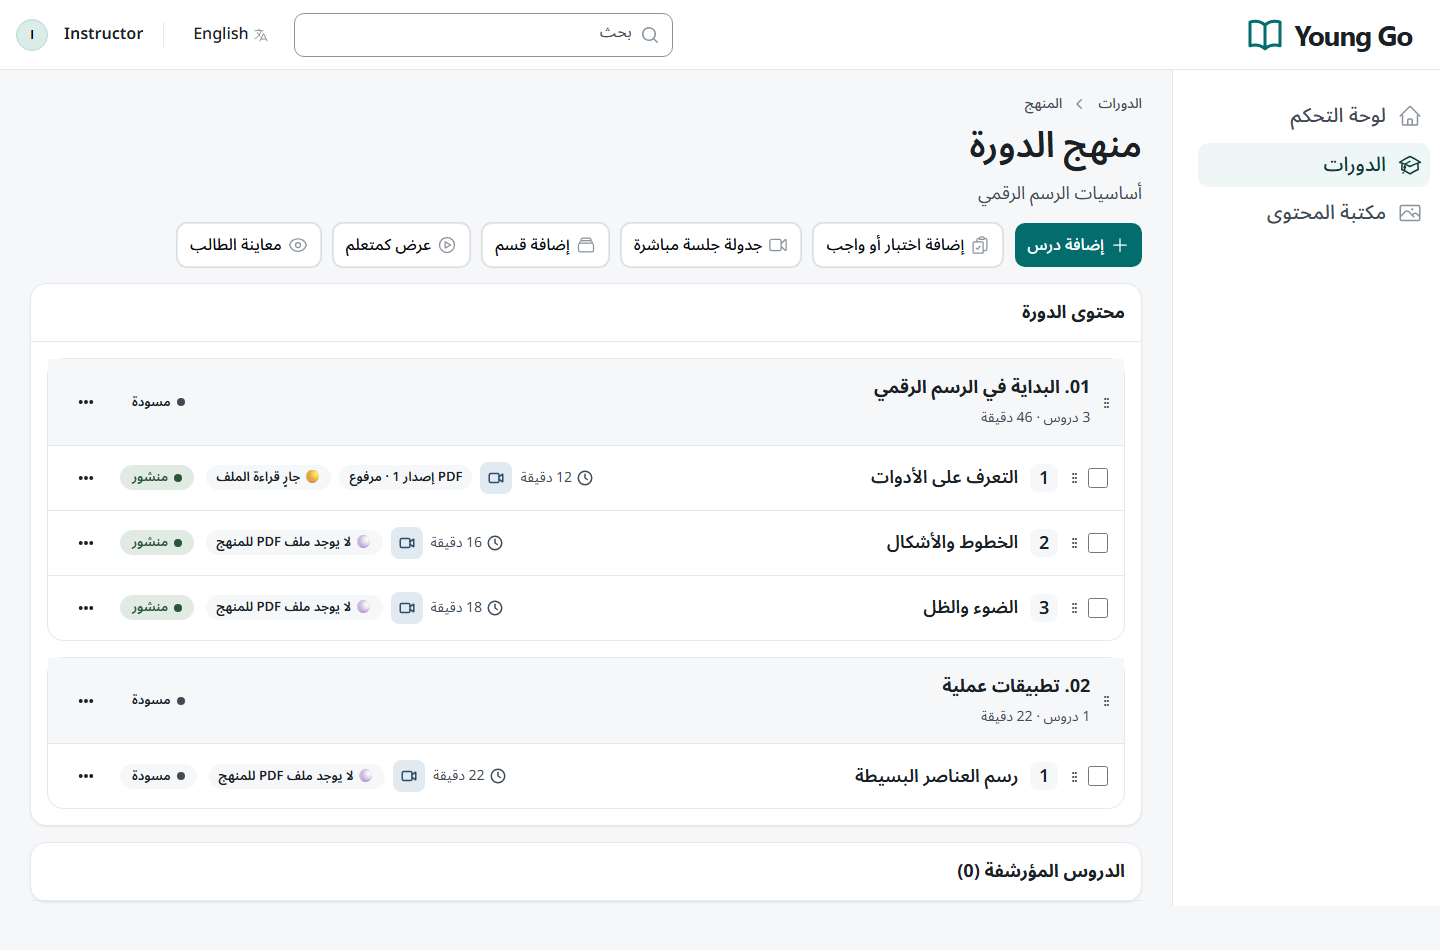 Young Go
بحث
English
Instructor
I
لوحة التحكم
الدورات
مكتبة المحتوى
الدورات
المنهج
منهج الدورة
أساسيات الرسم الرقمي
إضافة درس
إضافة اختبار أو واجب
جدولة جلسة مباشرة
إضافة قسم
عرض كمتعلم
معاينة الطالب
محتوى الدورة
01. البداية في الرسم الرقمي
مسودة
3 دروس · 46 دقيقة
1 التعرف على الأدوات 12 دقيقة PDF إصدار 1 · مرفوع جارٍ قراءة الملف منشور
2 الخطوط والأشكال 16 دقيقة لا يوجد ملف PDF للمنهج منشور
3 الضوء والظل 18 دقيقة لا يوجد ملف PDF للمنهج منشور
02. تطبيقات عملية
مسودة
1 دروس · 22 دقيقة
1 رسم العناصر البسيطة 22 دقيقة لا يوجد ملف PDF للمنهج مسودة
الدروس المؤرشفة (0)